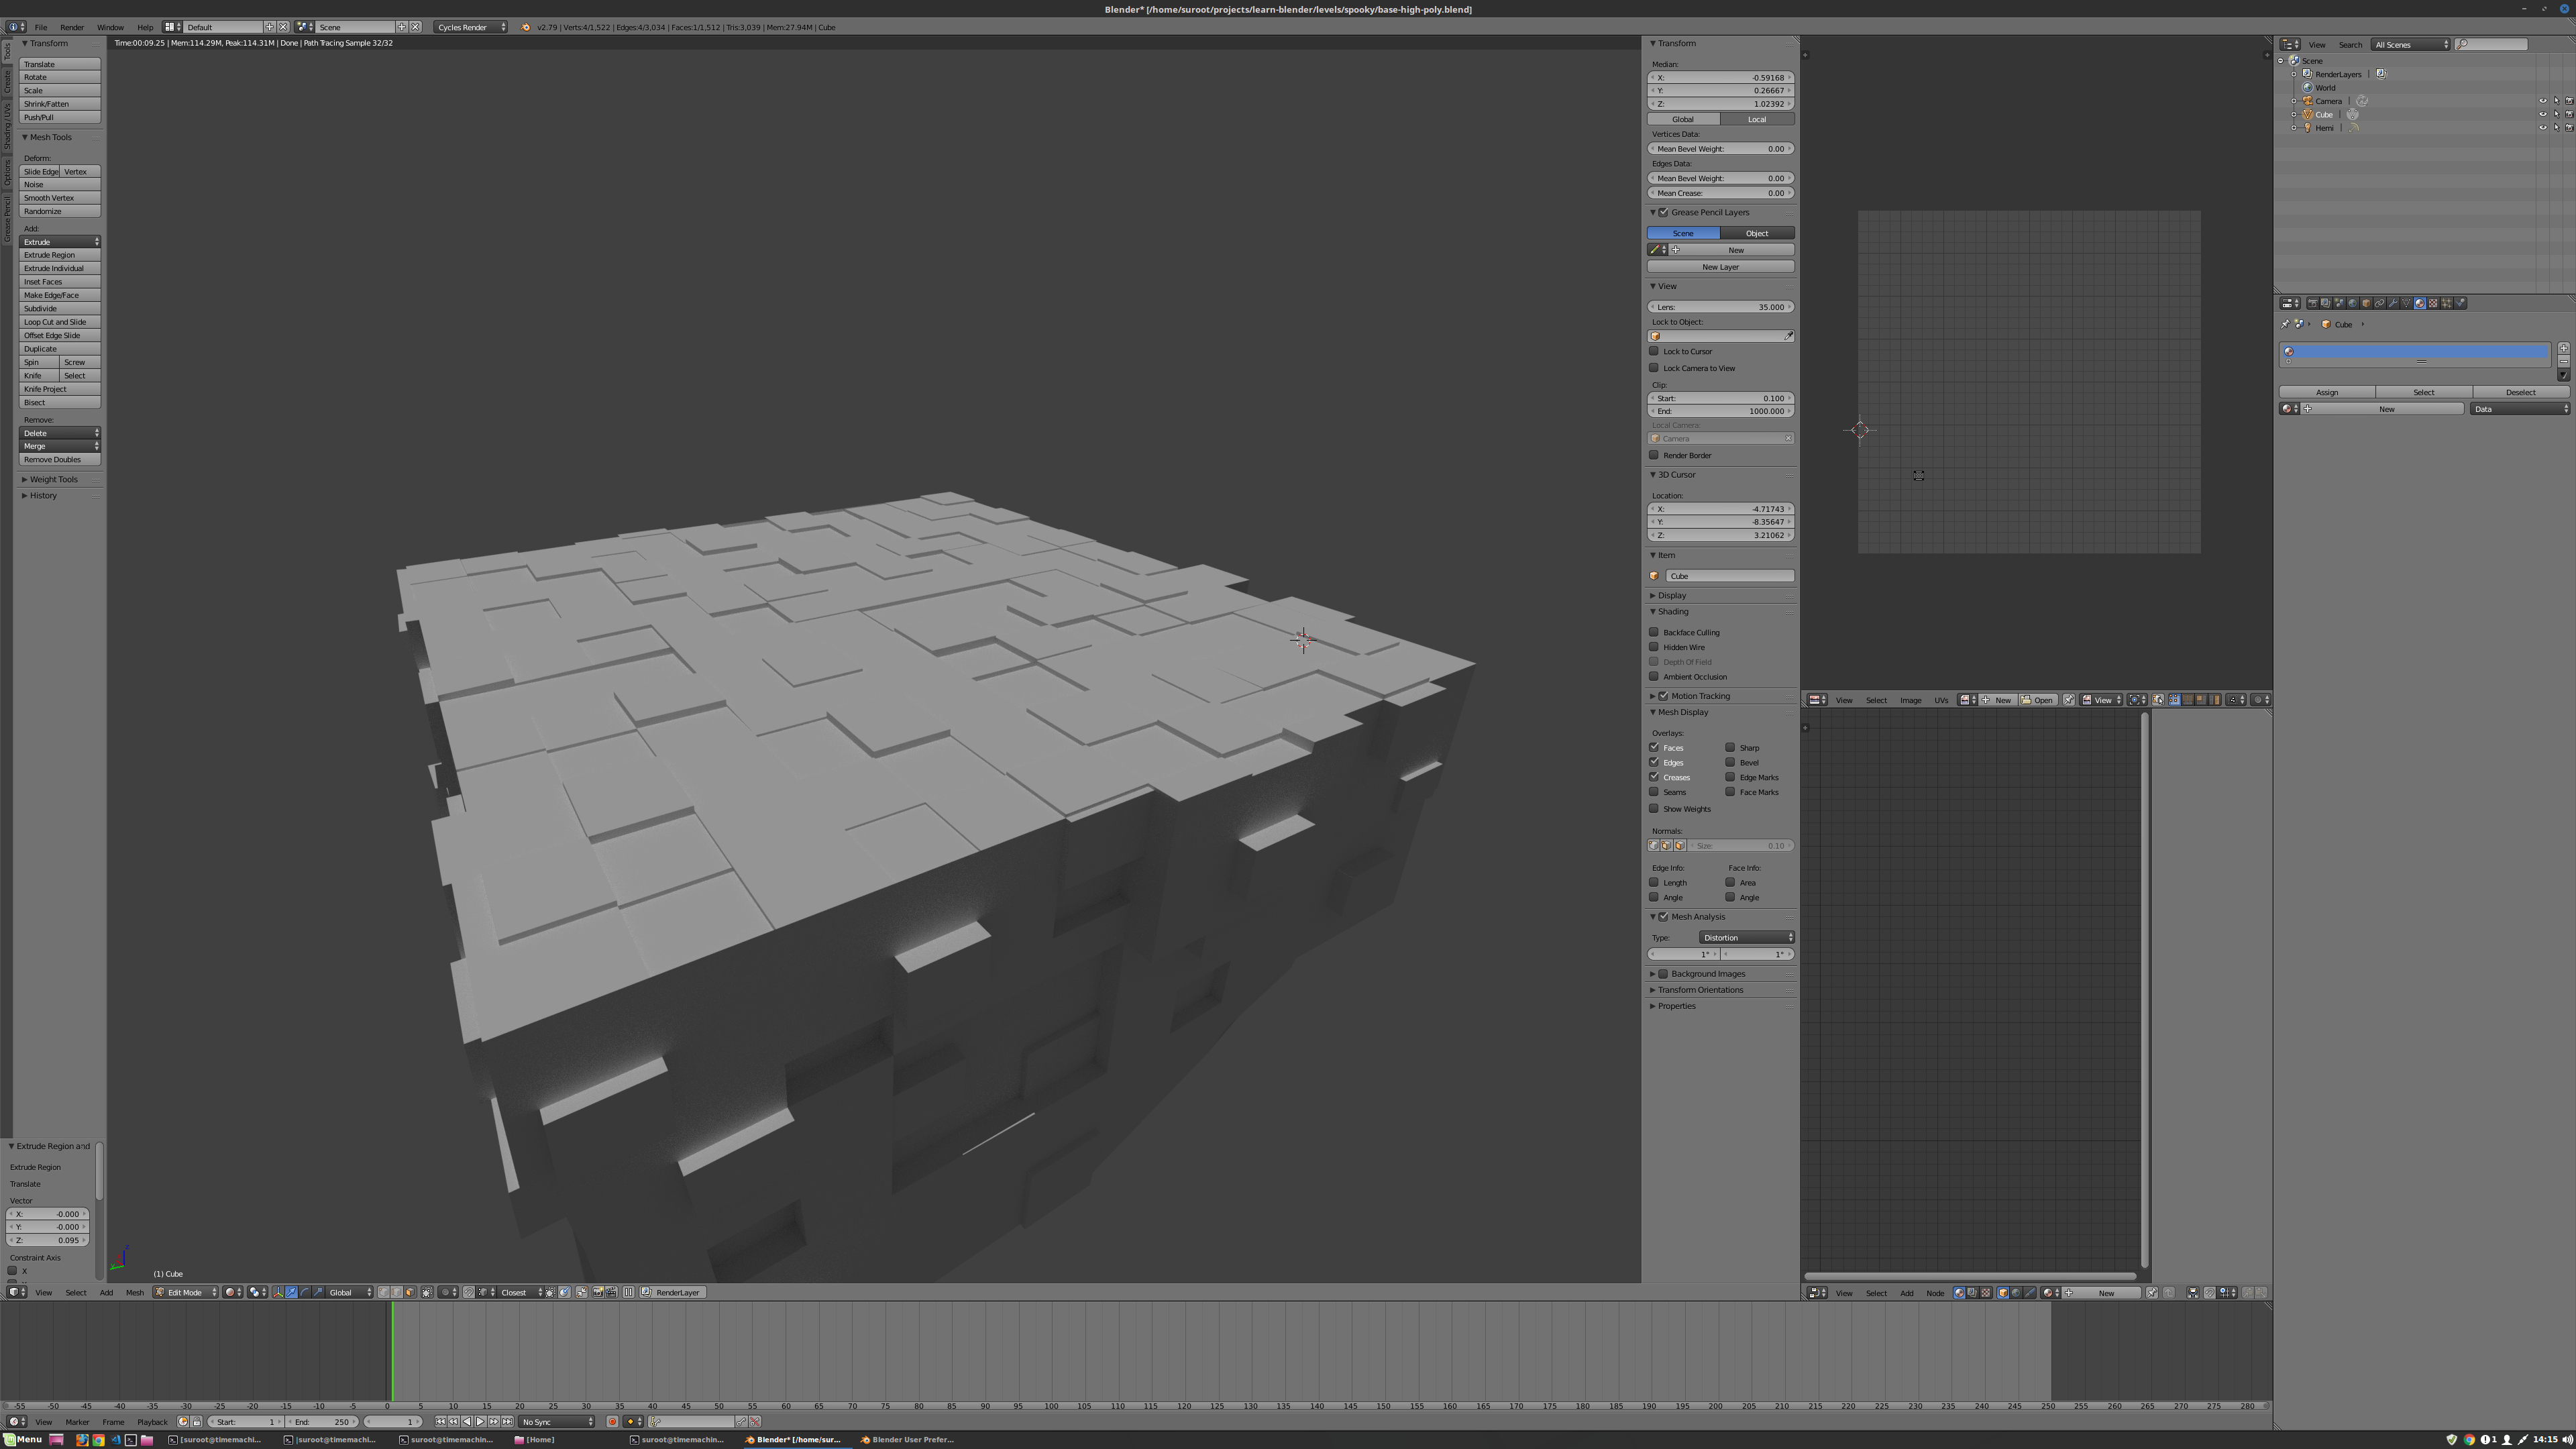 Blender* [/home/suroot/projects/learn-blender/levels/spooky/base-high-poly.blend]
File Render Window Help Default Scene Cycles Render v2.79 | Verts:4/1,522 | Edges:4/3,034 | Faces:1/1,512 | Tris:3,039 | Mem:27.94M | Cube
Time:00:09.25 | Mem:114.29M, Peak:114.31M | Done | Path Tracing Sample 32/32
Tools
Create
Shading / UVs
Options
Grease Pencil
Transform
Translate
Rotate
Scale
Shrink/Fatten
Push/Pull
Mesh Tools
Deform:
Slide Edge Vertex
Noise
Smooth Vertex
Randomize
Add:
Extrude
Extrude Region
Extrude Individual
Inset Faces
Make Edge/Face
Subdivide
Loop Cut and Slide
Offset Edge Slide
Duplicate
Spin Screw
Knife Select
Knife Project
Bisect
Remove:
Delete
Merge
Remove Doubles
Weight Tools
History
Extrude Region and
Extrude Region
Translate
Vector
X: -0.000
Y: -0.000
Z: 0.095
Constraint Axis
X
(1) Cube
View Select Add Mesh Edit Mode Global Closest RenderLayer
Transform
Median:
X: -0.59168
Y: 0.26667
Z: 1.02392
Global Local
Vertices Data:
Mean Bevel Weight: 0.00
Edges Data:
Mean Bevel Weight: 0.00
Mean Crease: 0.00
Grease Pencil Layers
Scene Object
New
New Layer
View
Lens: 35.000
Lock to Object:
Lock to Cursor
Lock Camera to View
Clip:
Start: 0.100
End: 1000.000
Local Camera:
Camera
Render Border
3D Cursor
Location:
X: -4.71743
Y: -8.35647
Z: 3.21062
Item
Cube
Display
Shading
Backface Culling
Hidden Wire
Depth Of Field
Ambient Occlusion
Motion Tracking
Mesh Display
Overlays:
Faces Sharp
Edges Bevel
Creases Edge Marks
Seams Face Marks
Show Weights
Normals:
Size: 0.10
Edge Info: Face Info:
Length Area
Angle Angle
Mesh Analysis
Type: Distortion
1° 1°
Background Images
Transform Orientations
Properties
View Select Image UVs New Open View
View Select Add Node New
View Search All Scenes
Scene
RenderLayers |
World
Camera |
Cube |
Hemi |
Cube
Assign Select Deselect
New Data
-55 -50 -45 -40 -35 -30 -25 -20 -15 -10 -5 0 5 10 15 20 25 30 35 40 45 50 55 60 65 70 75 80 85 90 95 100 105 110 115 120 125 130 135 140 145 150 155 160 165 170 175 180 185 190 195 200 205 210 215 220 225 230 235 240 245 250 255 260 265 270 275 280
View Marker Frame Playback Start: 1 End: 250 1 No Sync
Menu [suroot@timemachi... [suroot@timemachi... suroot@timemachin... [Home] suroot@timemachin... Blender* [/home/sur... Blender User Prefer... 1 14:15